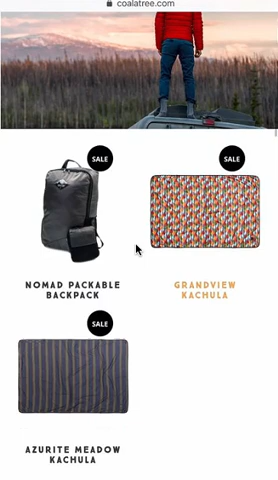 coalatree.com
SALE
SALE
NOMAD PACKABLE
BACKPACK
GRANDVIEW
KACHULA
SALE
AZURITE MEADOW
KACHULA